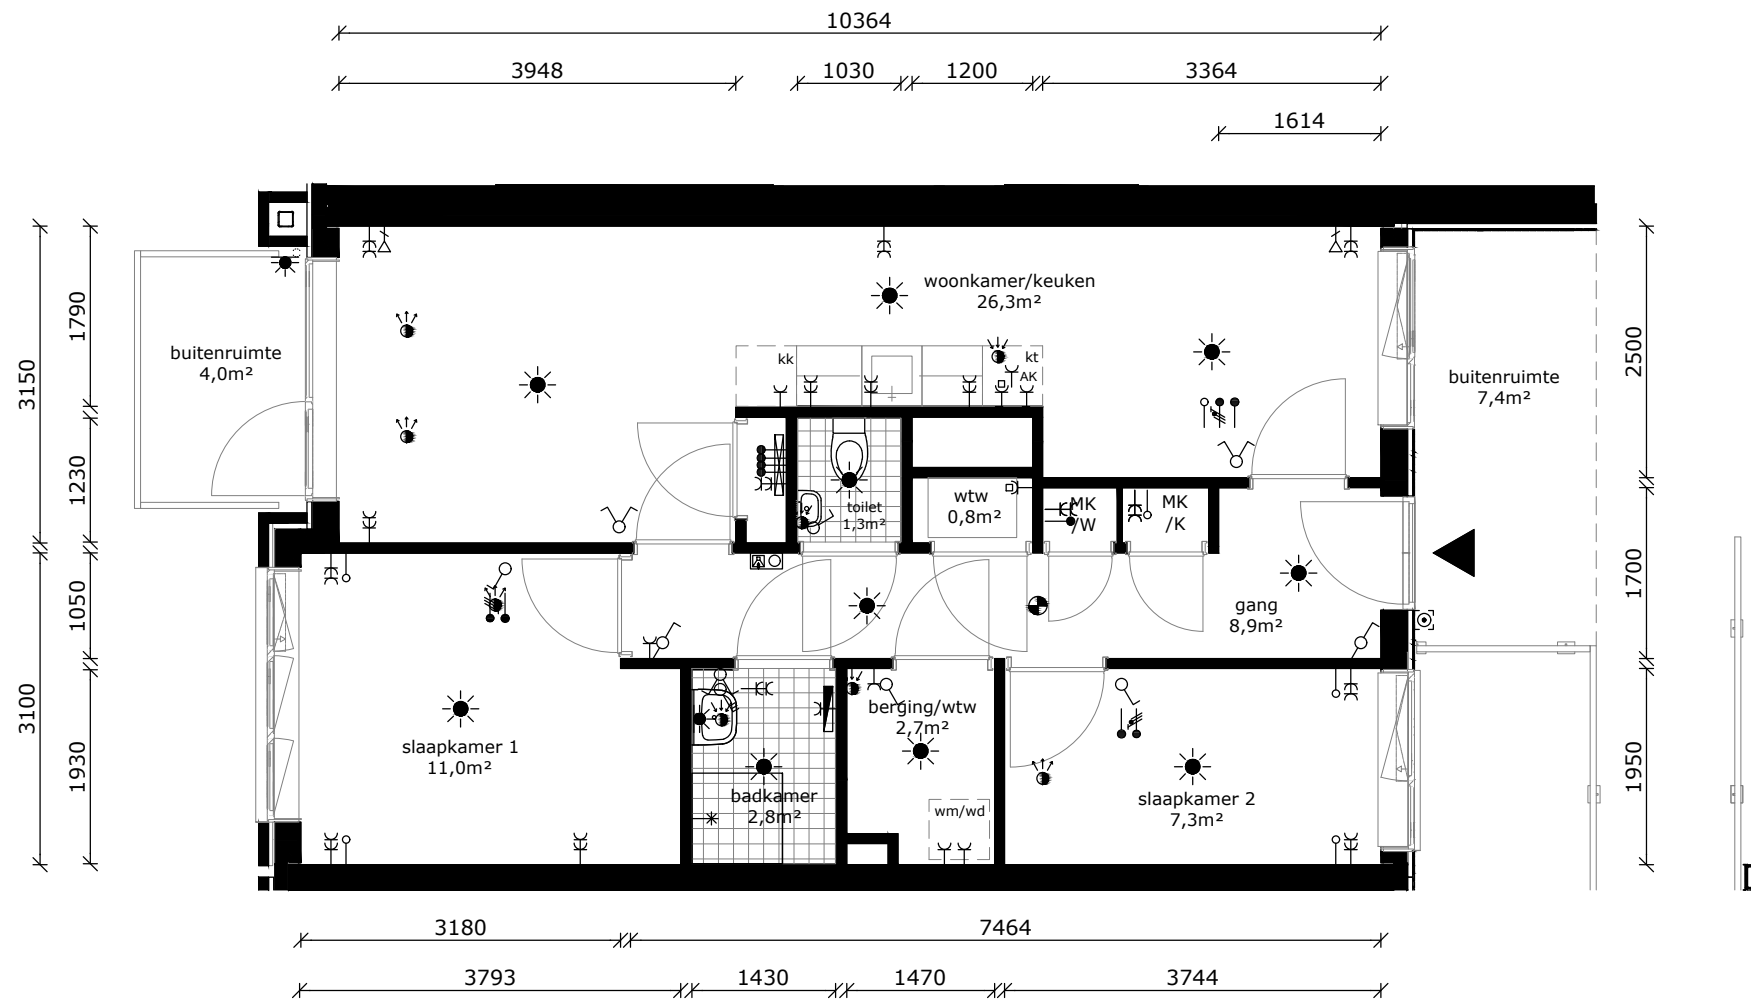 10364
3948
1030
1200
3364
1614
woonkamer/keuken
26,3m²
buitenruimte
4,0m²
kk
kt
AK
buitenruimte
7,4m²
1790
3150
2500
1230
toilet
1,3m²
wtw
0,8m²
MK
/W
MK
/K
1050
1700
gang
8,9m²
3100
1930
1950
slaapkamer 1
11,0m²
badkamer
2,8m²
berging/wtw
2,7m²
wm/wd
slaapkamer 2
7,3m²
3180
7464
3793
1430
1470
3744